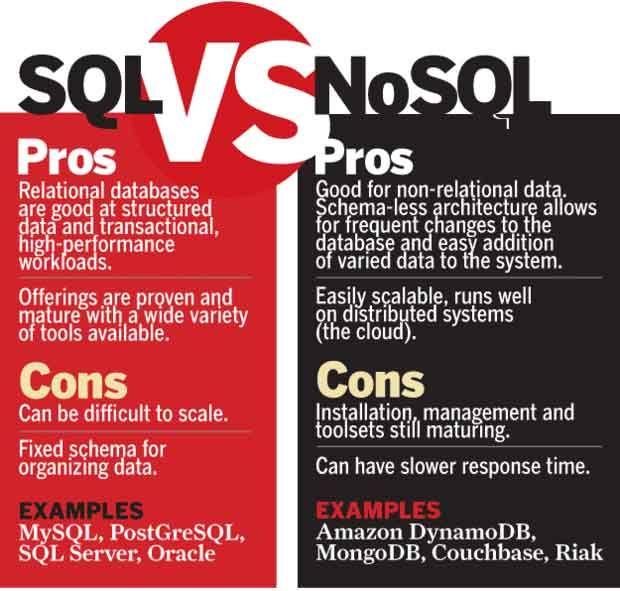 SQL VS NoSQL
Pros
Relational databases
are good at structured
data and transactional,
high-performance
workloads.
Offerings are proven and
mature with a wide variety
of tools available.
Cons
Can be difficult to scale.
Fixed schema for
organizing data.
EXAMPLES
MySQL, PostGreSQL,
SQL Server, Oracle
Pros
Good for non-relational data.
Schema-less architecture allows
for frequent changes to the
database and easy addition
of varied data to the system.
Easily scalable, runs well
on distributed systems
(the cloud).
Cons
Installation, management and
toolsets still maturing.
Can have slower response time.
EXAMPLES
Amazon DynamoDB,
MongoDB, Couchbase, Riak